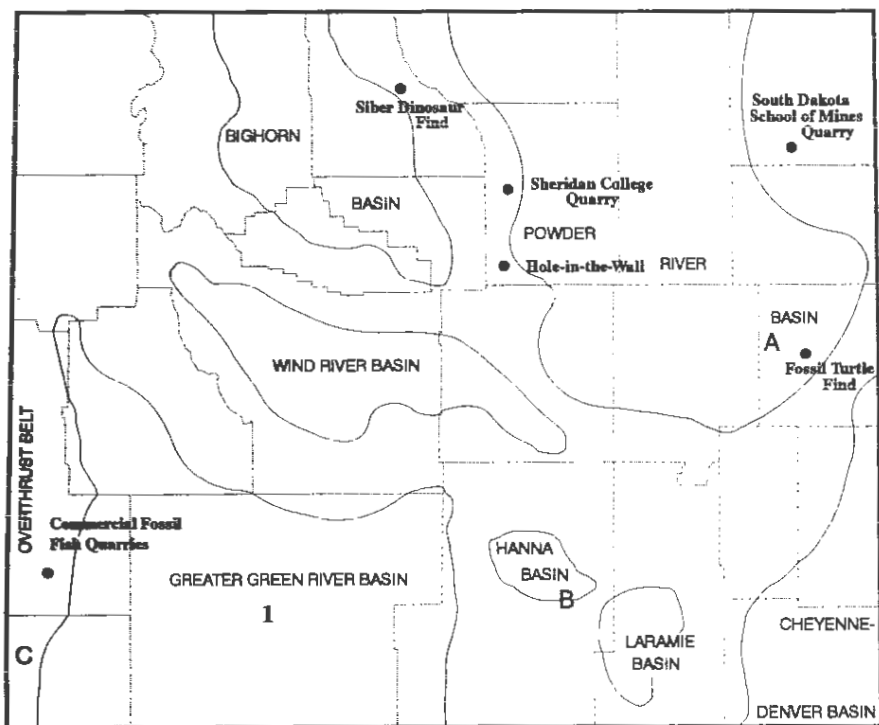 Siber Dinosaur
Find
South Dakota
School of Mines
Quarry
BIGHORN
BASIN
Sheridan College
Quarry
POWDER
Hole-in-the-Wall
RIVER
BASIN
A
Fossil Turtle
Find
WIND RIVER BASIN
OVERTHRUST BELT
Commercial Fossil
Fish Quarries
HANNA
BASIN
B
GREATER GREEN RIVER BASIN
1
C
LARAMIE
BASIN
CHEYENNE-
DENVER BASIN